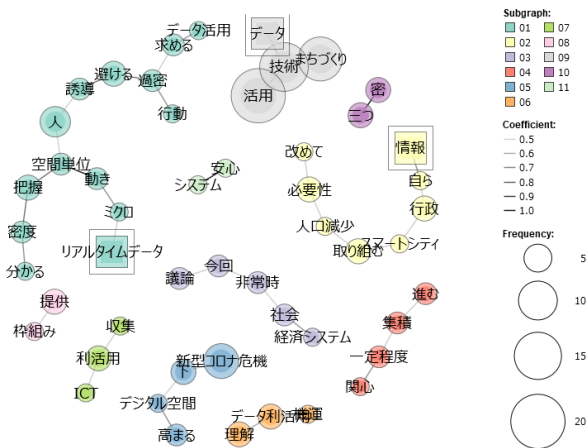 データ活用
求める
データ
避ける
過密
技術
まちづくり
誘導
活用
行動
密
三つ
人
改めて
情報
空間単位
動き
安心
システム
自ら
把握
必要性
行政
ミクロ
人口減少
密度
取り組む
スマートシティ
リアルタイムデータ
分かる
今回
議論
非常時
提供
進む
枠組み
収集
社会
集積
経済システム
利活用
新型コロナ危機
下
一定程度
ICT
関心
デジタル空間
データ利活用
機運
高まる
理解
Subgraph:
01
02
03
04
05
06
07
08
09
10
11
Coefficient:
0.5
0.6
0.7
0.8
0.9
1.0
Frequency:
5
10
15
20